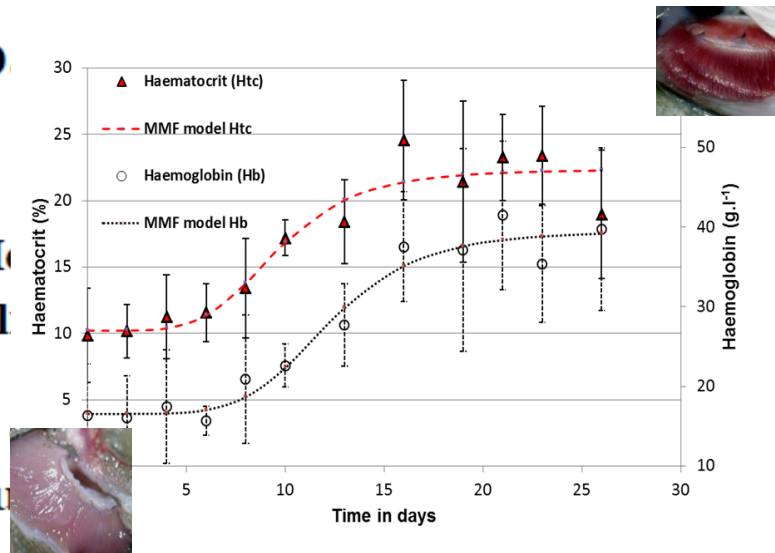 30
25
20
15
10
5
Haematocrit (%)
Haematocrit (Htc)
MMF model Htc
Haemoglobin (Hb)
MMF model Hb
50
40
30
20
10
Haemoglobin (g.l-1)
5 10 15 20 25 30
Time in days